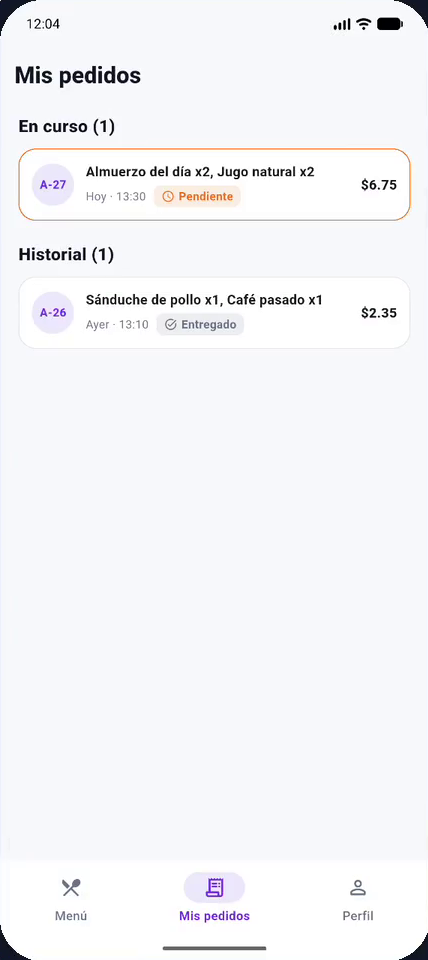 12:04
Mis pedidos
En curso (1)
A-27
Almuerzo del día x2, Jugo natural x2
Hoy · 13:30
Pendiente
$6.75
Historial (1)
A-26
Sánduche de pollo x1, Café pasado x1
Ayer · 13:10
Entregado
$2.35
Menú
Mis pedidos
Perfil